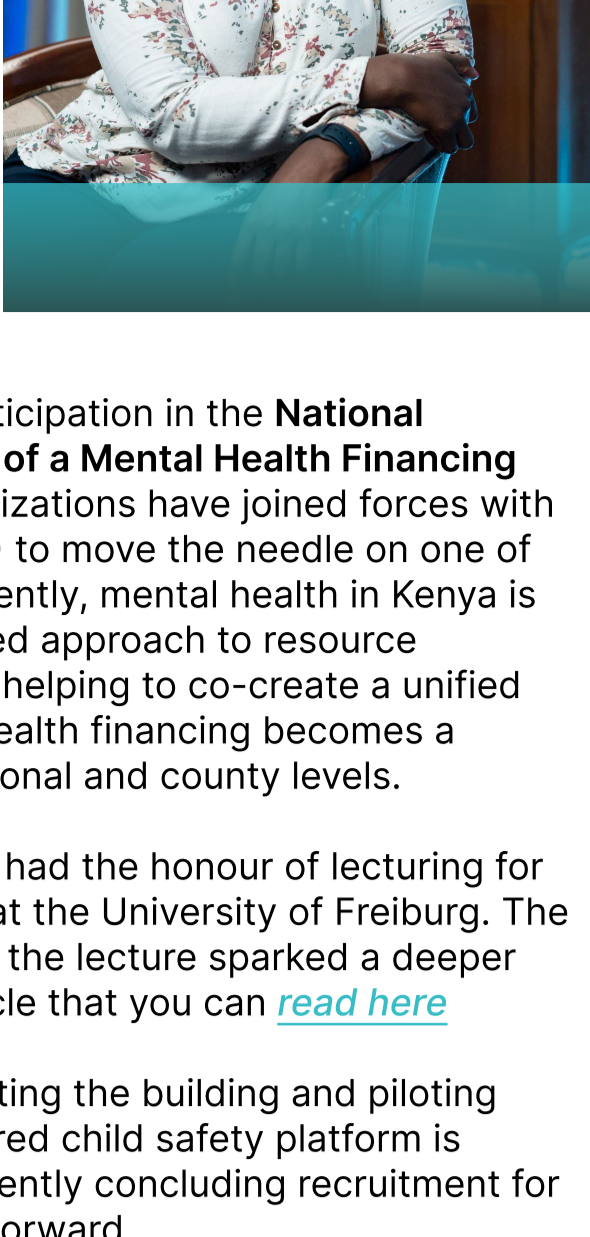 ticipation in the National
of a Mental Health Financing
izations have joined forces with
to move the needle on one of
ently, mental health in Kenya is
ed approach to resource
helping to co-create a unified
ealth financing becomes a
onal and county levels.
had the honour of lecturing for
at the University of Freiburg. The
the lecture sparked a deeper
cle that you can read here
ting the building and piloting
red child safety platform is
ently concluding recruitment for
orward